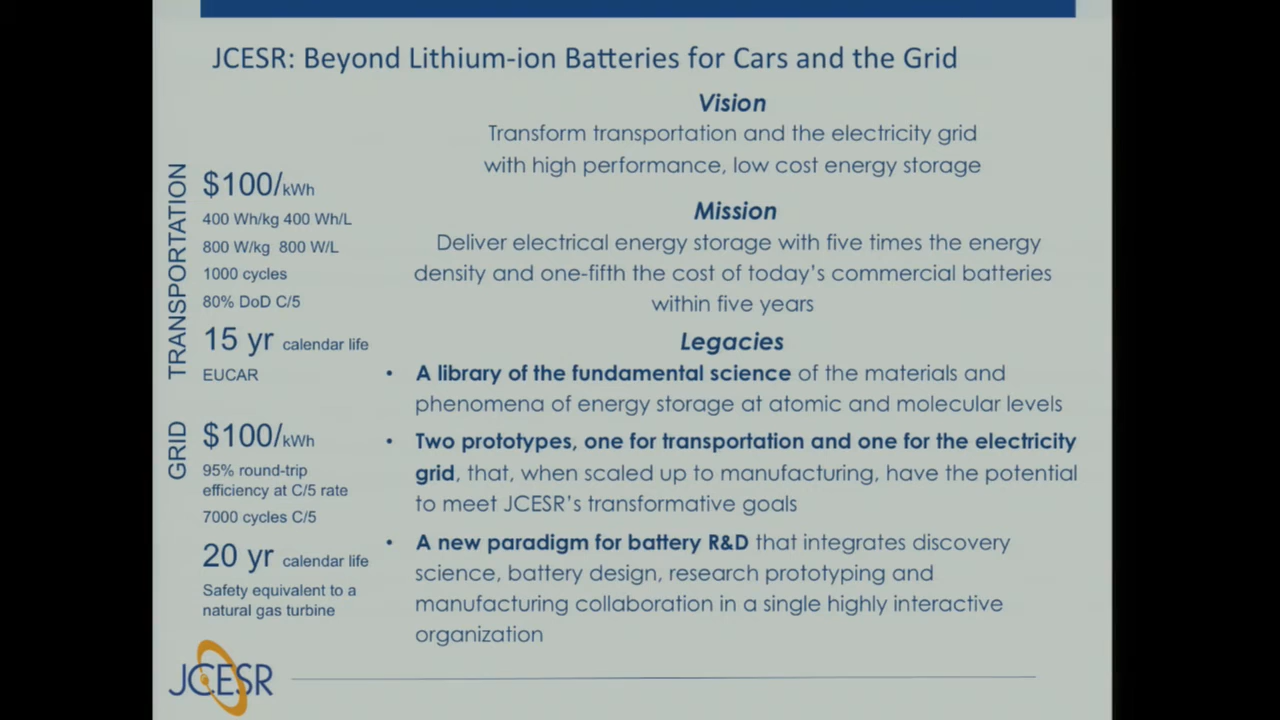 JCESR: Beyond Lithium-ion Batteries for Cars and the Grid
TRANSPORTATION
$100/kWh
400 Wh/kg 400 Wh/L
800 W/kg 800 W/L
1000 cycles
80% DoD C/5
15 yr calendar life
EUCAR
GRID
$100/kWh
95% round-trip
efficiency at C/5 rate
7000 cycles C/5
20 yr calendar life
Safety equivalent to a
natural gas turbine
Vision
Transform transportation and the electricity grid
with high performance, low cost energy storage
Mission
Deliver electrical energy storage with five times the energy
density and one-fifth the cost of today's commercial batteries
within five years
Legacies
• A library of the fundamental science of the materials and
phenomena of energy storage at atomic and molecular levels
• Two prototypes, one for transportation and one for the electricity
grid, that, when scaled up to manufacturing, have the potential
to meet JCESR's transformative goals
• A new paradigm for battery R&D that integrates discovery
science, battery design, research prototyping and
manufacturing collaboration in a single highly interactive
organization
JCESR